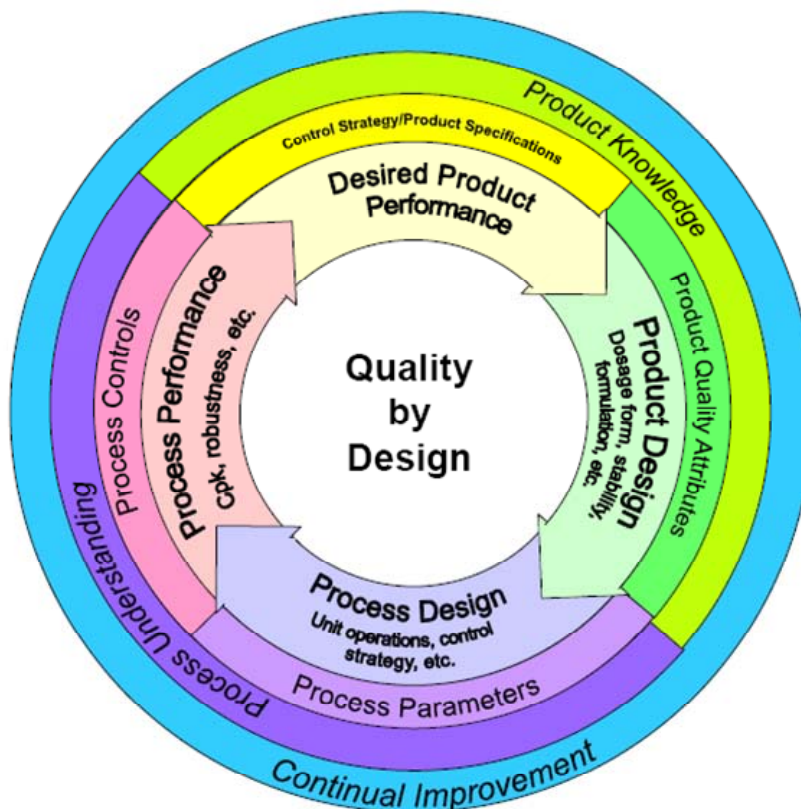 Product Knowledge
Control Strategy/Product Specifications
Desired Product
Performance
Product Quality Attributes
Product Design
Dosage form, stability,
formulation, etc.
Quality
by
Design
Process Performance
Cpk, robustness, etc.
Process Controls
Process Design
Unit operations, control
strategy, etc.
Process Parameters
Process Understanding
Continual Improvement